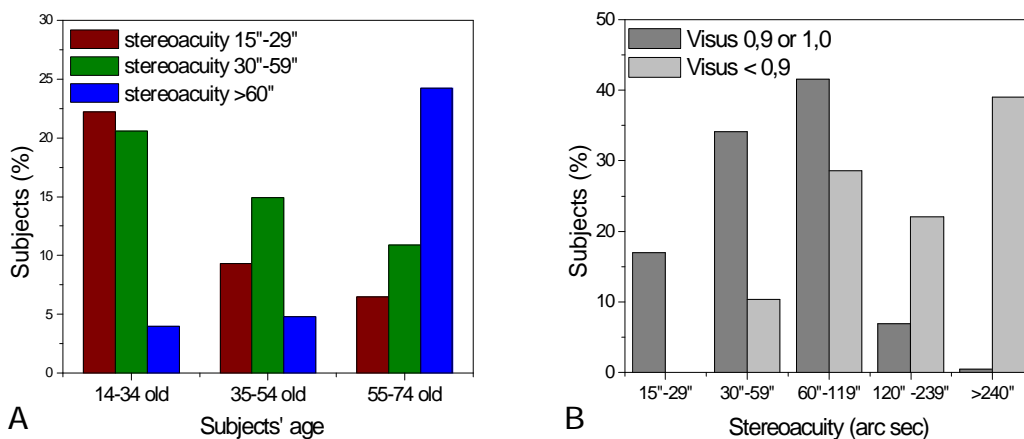 30
25
20
15
10
5
0
Subjects (%)
stereoacuity 15"-29"
stereoacuity 30"-59"
stereoacuity >60"
14-34 old 35-54 old 55-74 old
Subjects' age
A
50
40
30
20
10
0
Subjects (%)
Visus 0,9 or 1,0
Visus < 0,9
15"-29" 30"-59" 60"-119" 120" -239" >240"
Stereoacuity (arc sec)
B